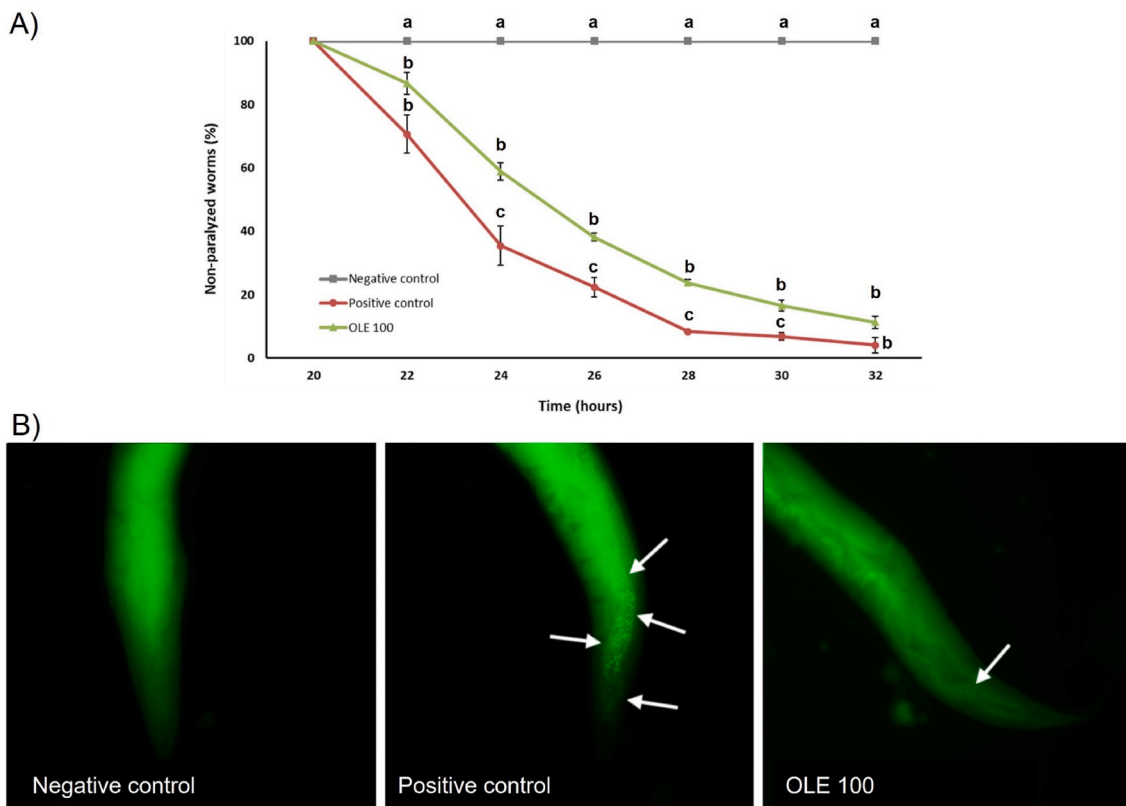 A)
a a a a a a
100
80
60
40
20
0
Non-paralyzed worms (%)
b
b
b
c
b
c
b
c
b
c
b
b
Negative control
Positive control
OLE 100
20 22 24 26 28 30 32
Time (hours)
B)
Negative control
Positive control
OLE 100